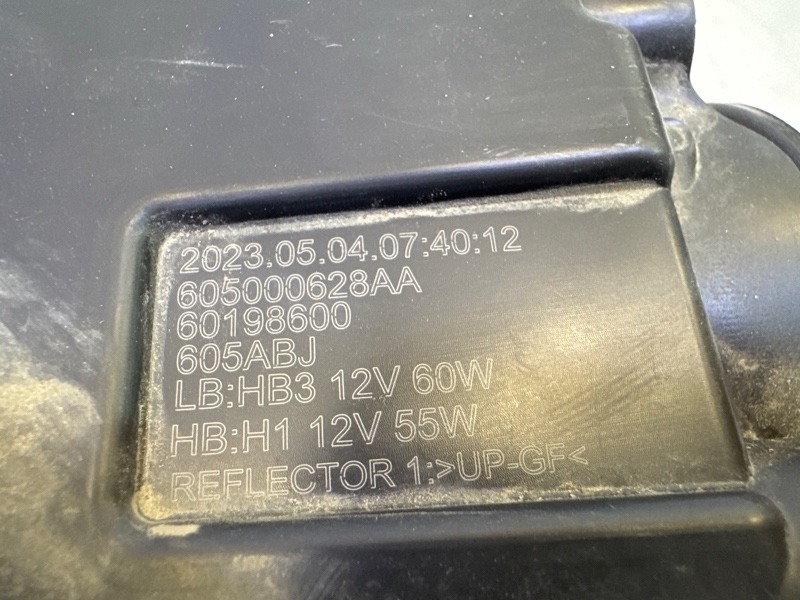 2023.05.04.07:40:12
605000628AA
60198600
605ABJ
LB:HB3 12V 60W
HB:H1 12V 55W
REFLECTOR 1:>UP-GF<